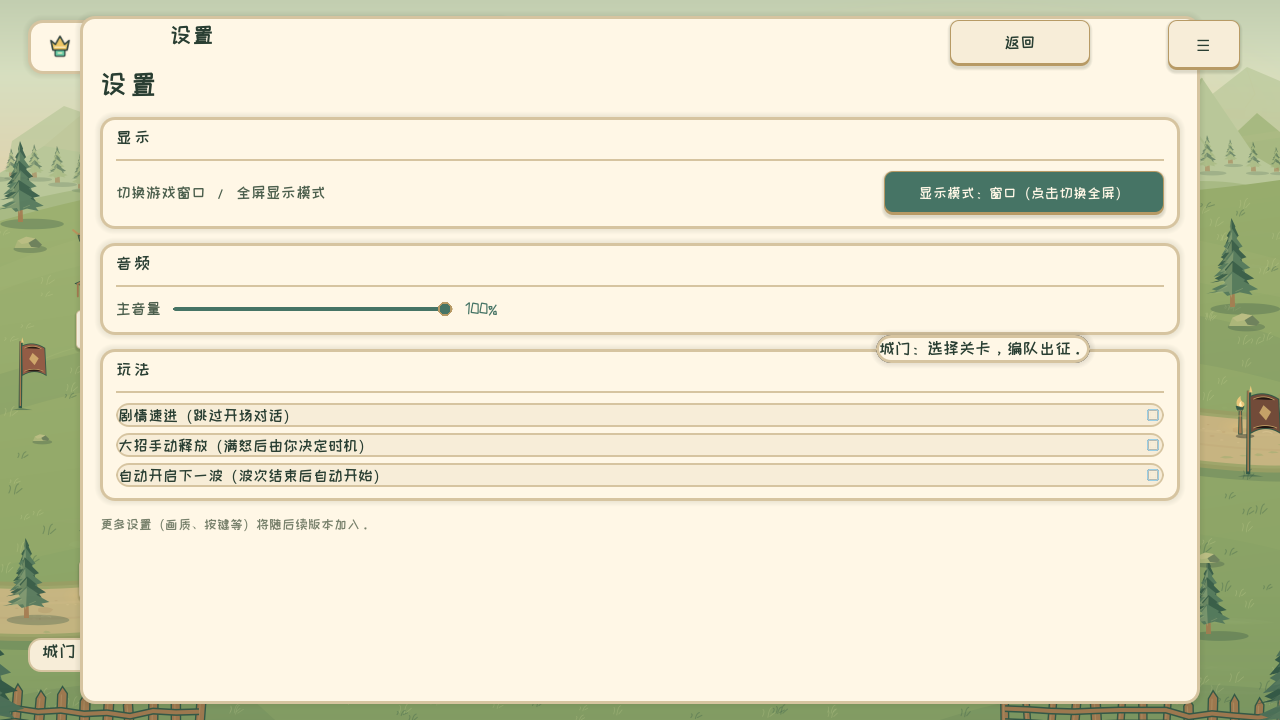 设置
返回
☰
设置
显示
切换游戏窗口 / 全屏显示模式
显示模式：窗口（点击切换全屏）
音频
主音量 100%
城门：选择关卡，编队出征。
玩法
剧情速进（跳过开场对话）
大招手动释放（满怒后由你决定时机）
自动开启下一波（波次结束后自动开始）
更多设置（画质、按键等）将随后续版本加入。
城门